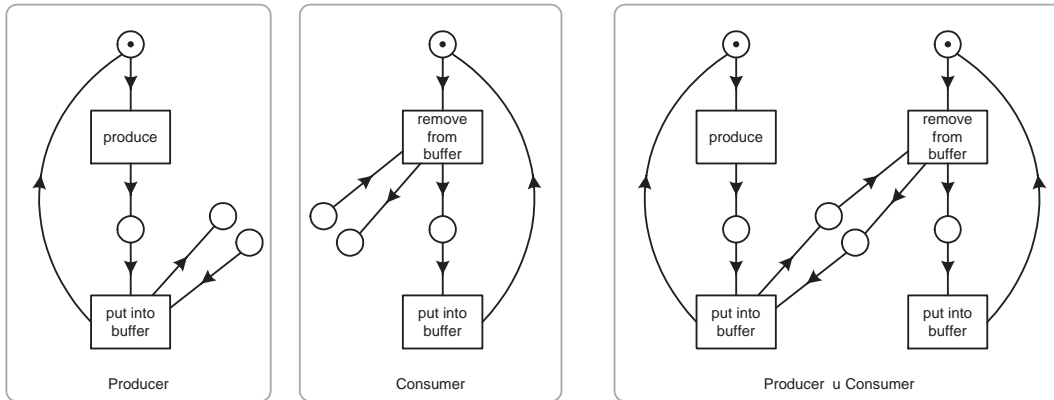 produce
put into
buffer
Producer
remove
from
buffer
put into
buffer
Consumer
produce
put into
buffer
remove
from
buffer
put into
buffer
Producer u Consumer